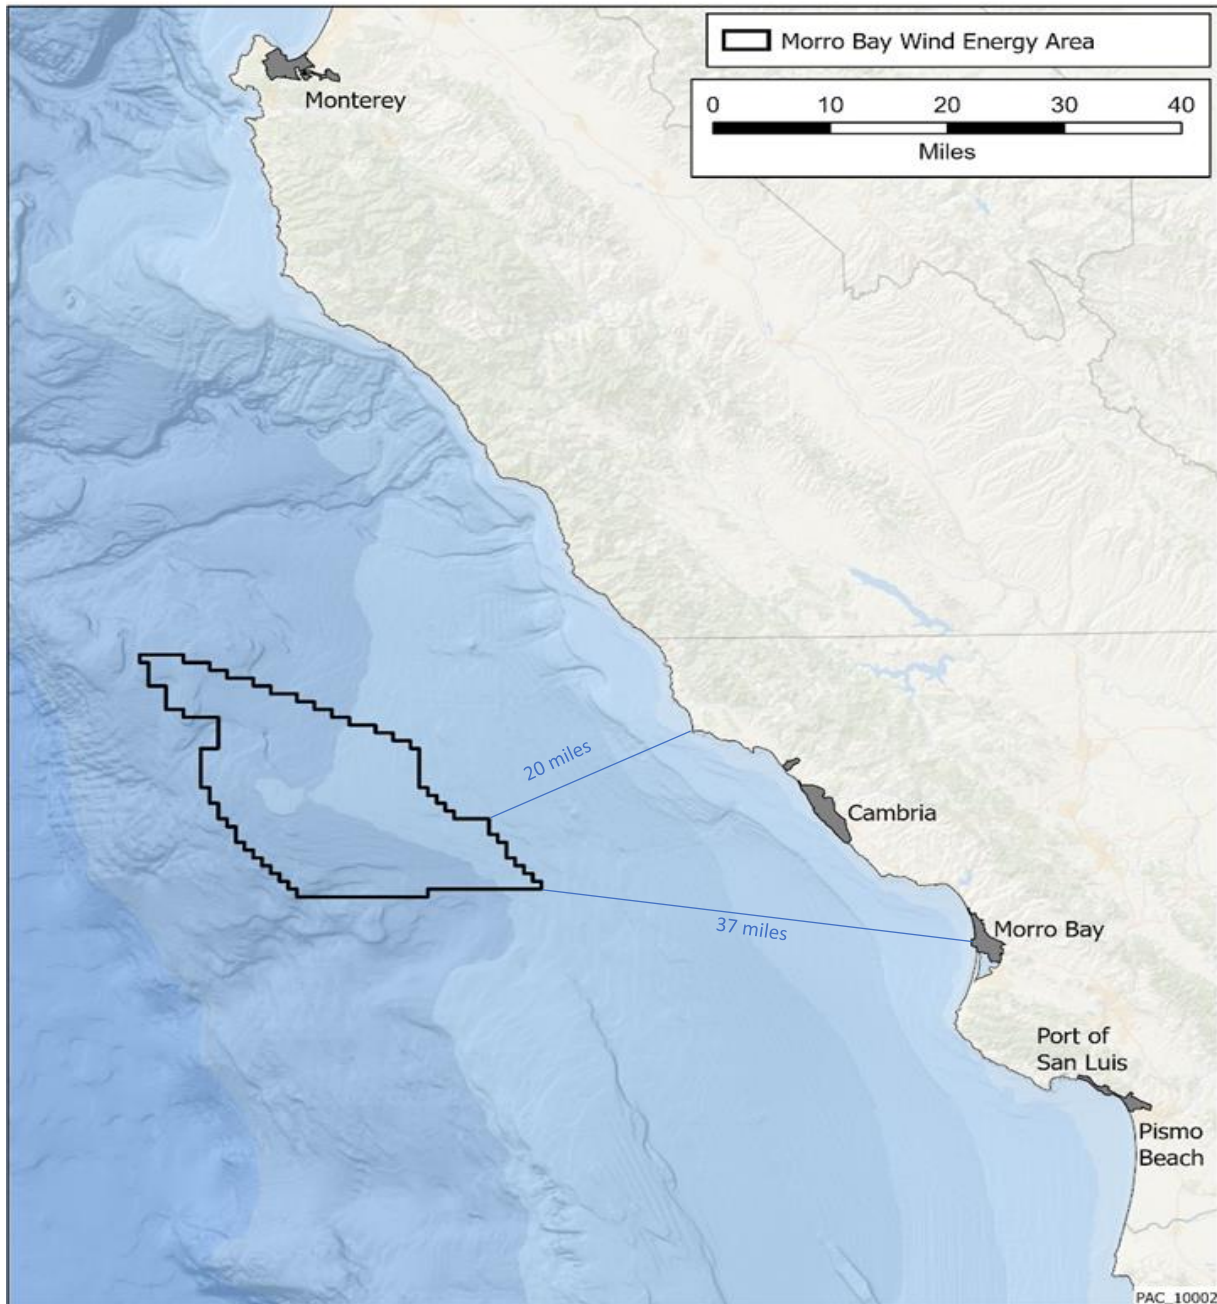 Morro Bay Wind Energy Area
0 10 20 30 40
Miles
Monterey
20 miles
Cambria
37 miles
Morro Bay
Port of
San Luis
Pismo
Beach
PAC_10002